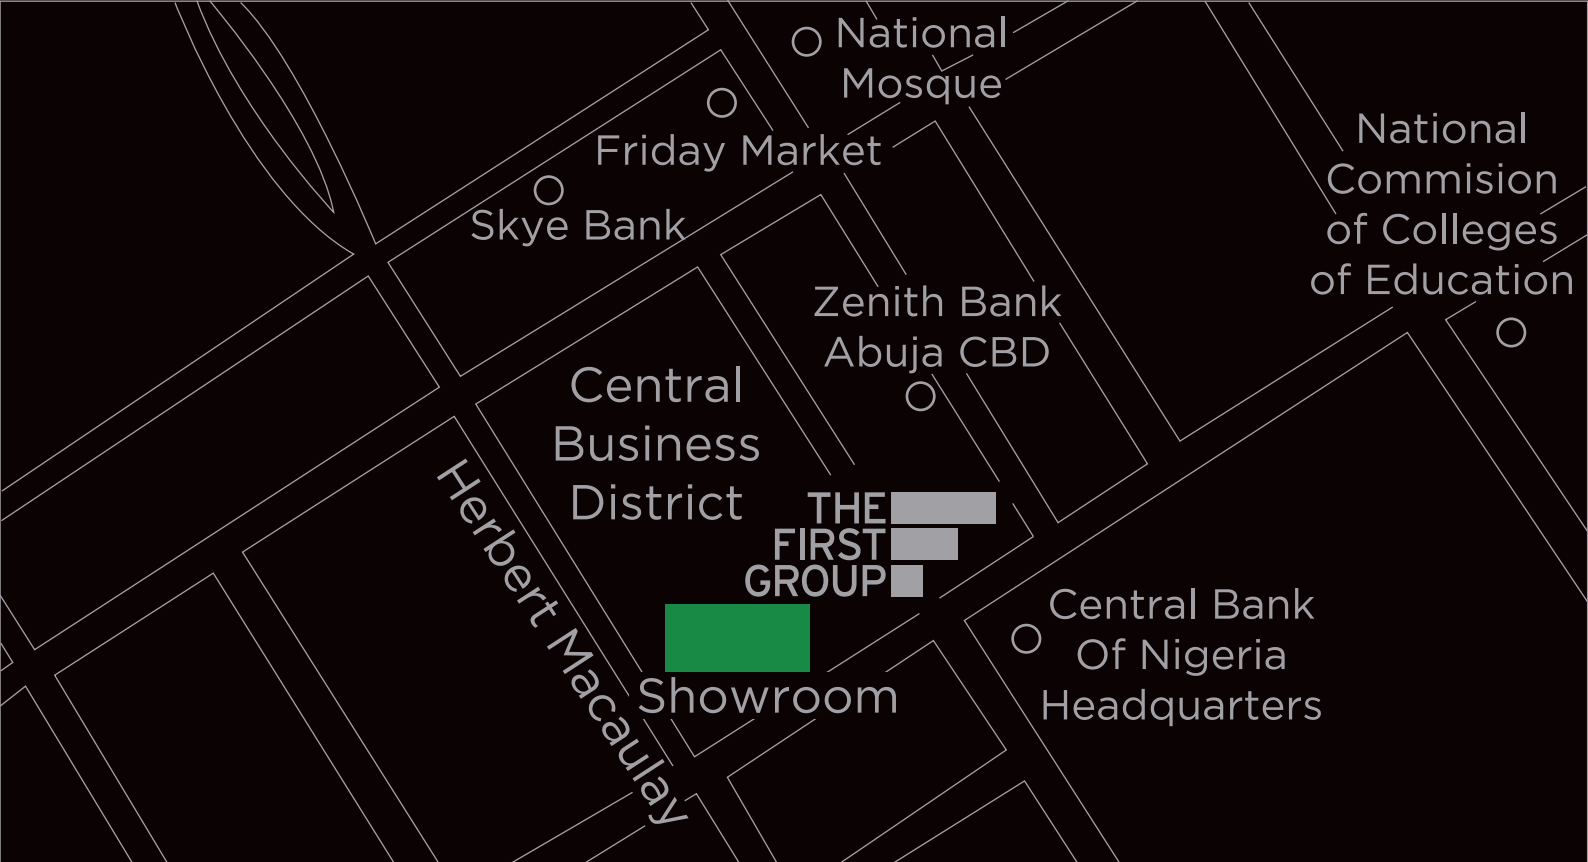 National
Mosque
Friday Market
Skye Bank
National
Commision
of Colleges
of Education
Zenith Bank
Abuja CBD
Central
Business
District
Herbert Macaulay
THE
FIRST
GROUP
Showroom
Central Bank
Of Nigeria
Headquarters